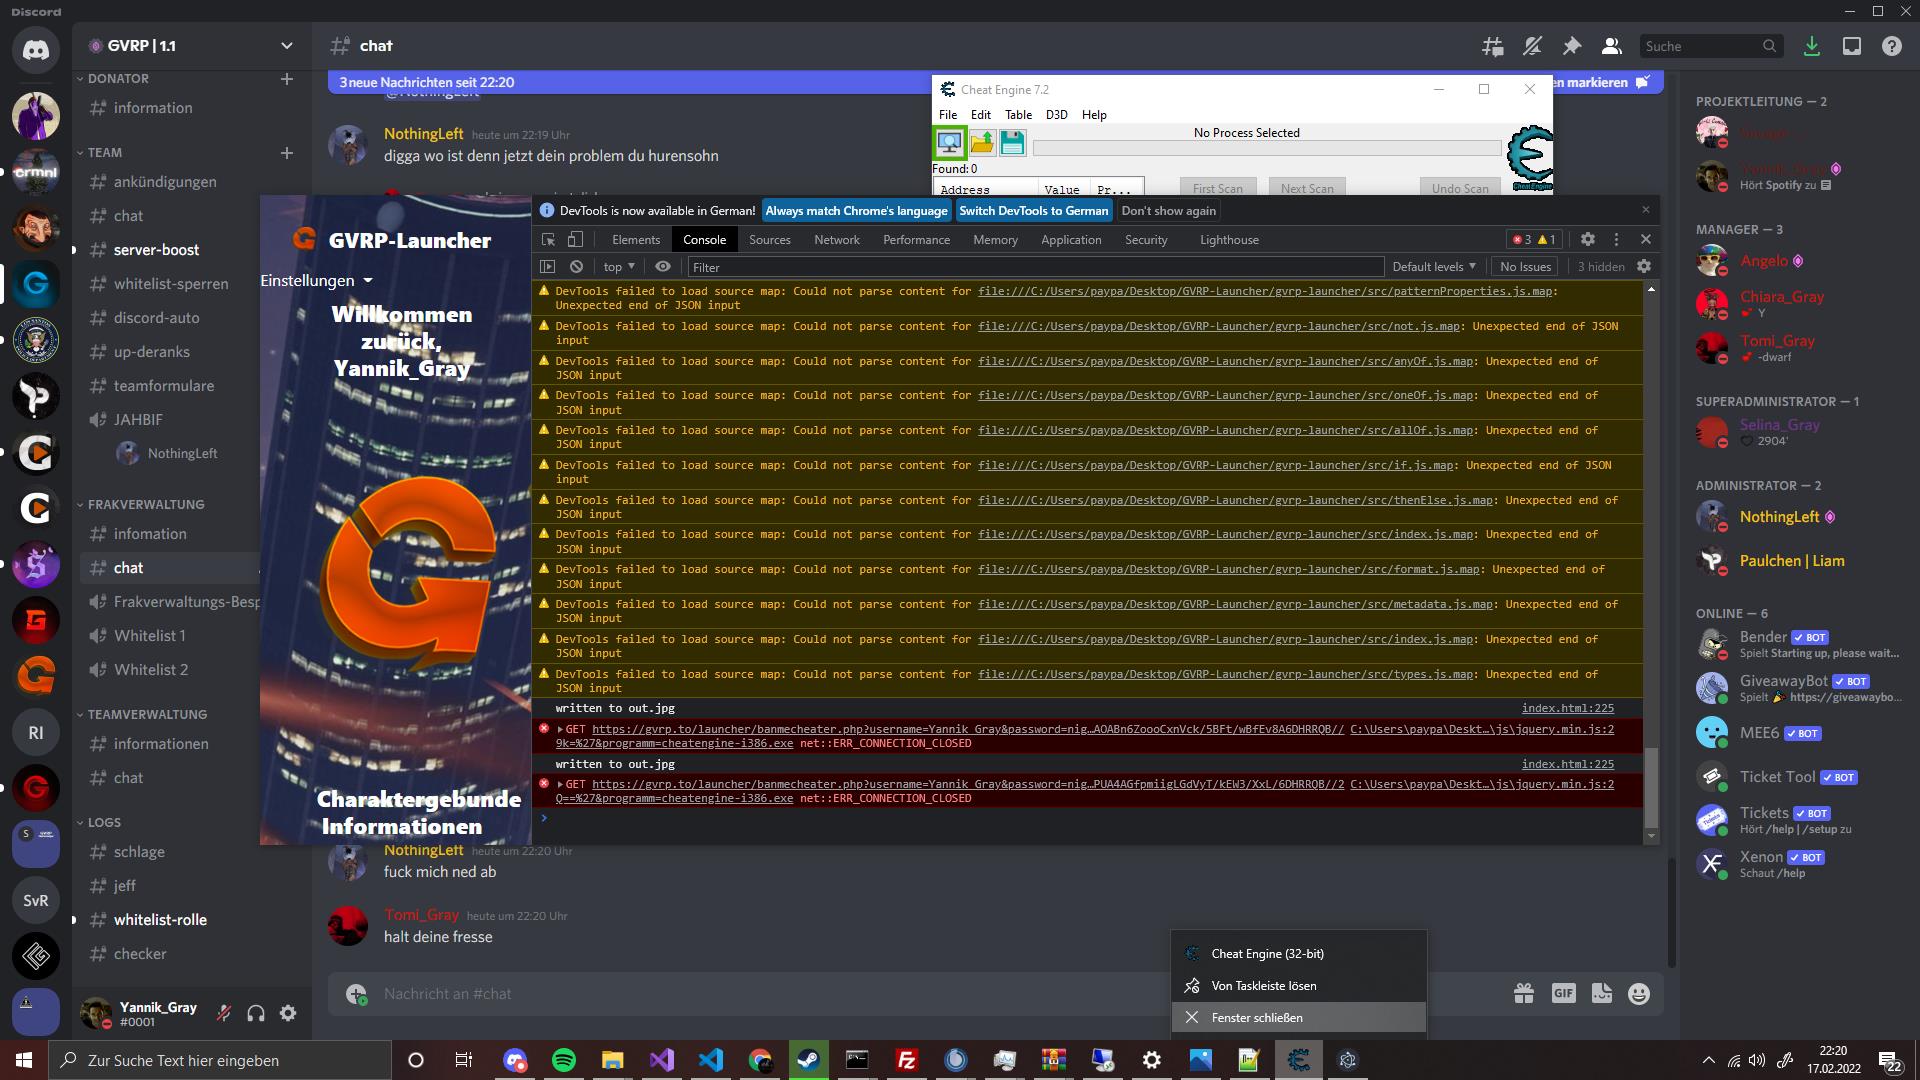 Discord
GVRP | 1.1
DONATOR
information
TEAM
ankündigungen
chat
server-boost
whitelist-sperren
discord-auto
up-deranks
teamformulare
JAHBIF
NothingLeft
FRAKVERWALTUNG
infomation
chat
Frakverwaltungs-Besp
Whitelist 1
Whitelist 2
TEAMVERWALTUNG
informationen
chat
LOGS
schlage
jeff
whitelist-rolle
checker
Yannik_Gray
#0001
crmnl
RI
SvR
chat
Suche
3 neue Nachrichten seit 22:20
en markieren
@NothingLeft
NothingLeft heute um 22:19 Uhr
digga wo ist denn jetzt dein problem du hurensohn
Cheat Engine 7.2
File Edit Table D3D Help
No Process Selected
Found: 0
Address Value Pr...
First Scan Next Scan Undo Scan
Cheat Engine
GVRP-Launcher
Einstellungen
Willkommen
zurück,
Yannik_Gray
Charaktergebunde
Informationen
DevTools is now available in German! Always match Chrome's language Switch DevTools to German Don't show again
Elements Console Sources Network Performance Memory Application Security Lighthouse 3 1
top Filter Default levels No Issues 3 hidden
DevTools failed to load source map: Could not parse content for file:///C:/Users/paypa/Desktop/GVRP-Launcher/gvrp-launcher/src/patternProperties.js.map:
Unexpected end of JSON input
DevTools failed to load source map: Could not parse content for file:///C:/Users/paypa/Desktop/GVRP-Launcher/gvrp-launcher/src/not.js.map: Unexpected end of JSON
input
DevTools failed to load source map: Could not parse content for file:///C:/Users/paypa/Desktop/GVRP-Launcher/gvrp-launcher/src/anyOf.js.map: Unexpected end of
JSON input
DevTools failed to load source map: Could not parse content for file:///C:/Users/paypa/Desktop/GVRP-Launcher/gvrp-launcher/src/oneOf.js.map: Unexpected end of
JSON input
DevTools failed to load source map: Could not parse content for file:///C:/Users/paypa/Desktop/GVRP-Launcher/gvrp-launcher/src/allOf.js.map: Unexpected end of
JSON input
DevTools failed to load source map: Could not parse content for file:///C:/Users/paypa/Desktop/GVRP-Launcher/gvrp-launcher/src/if.js.map: Unexpected end of JSON
input
DevTools failed to load source map: Could not parse content for file:///C:/Users/paypa/Desktop/GVRP-Launcher/gvrp-launcher/src/thenElse.js.map: Unexpected end of
JSON input
DevTools failed to load source map: Could not parse content for file:///C:/Users/paypa/Desktop/GVRP-Launcher/gvrp-launcher/src/index.js.map: Unexpected end of
JSON input
DevTools failed to load source map: Could not parse content for file:///C:/Users/paypa/Desktop/GVRP-Launcher/gvrp-launcher/src/format.js.map: Unexpected end of
JSON input
DevTools failed to load source map: Could not parse content for file:///C:/Users/paypa/Desktop/GVRP-Launcher/gvrp-launcher/src/metadata.js.map: Unexpected end of
JSON input
DevTools failed to load source map: Could not parse content for file:///C:/Users/paypa/Desktop/GVRP-Launcher/gvrp-launcher/src/index.js.map: Unexpected end of
JSON input
DevTools failed to load source map: Could not parse content for file:///C:/Users/paypa/Desktop/GVRP-Launcher/gvrp-launcher/src/types.js.map: Unexpected end of
JSON input
written to out.jpg index.html:225
GET https://gvrp.to/launcher/banmecheater.php?username=Yannik_Gray&password=nig…AOABn6ZoooCxnVck/5BFt/wBfEv8A6DHRRQB// C:\Users\paypa\Deskt…\js\jquery.min.js:2
9k=%27&programm=cheatengine-i386.exe net::ERR_CONNECTION_CLOSED
written to out.jpg index.html:225
GET https://gvrp.to/launcher/banmecheater.php?username=Yannik_Gray&password=nig…PUA4AGfpmiigLGdVyT/kEW3/XxL/6DHRRQB//2 C:\Users\paypa\Deskt…\js\jquery.min.js:2
Q==%27&programm=cheatengine-i386.exe net::ERR_CONNECTION_CLOSED
NothingLeft heute um 22:20 Uhr
fuck mich ned ab
Tomi_Gray heute um 22:20 Uhr
halt deine fresse
Nachricht an #chat
GIF
Cheat Engine (32-bit)
Von Taskleiste lösen
Fenster schließen
PROJEKTLEITUNG — 2
Hört Spotify zu
MANAGER — 3
Angelo
Chiara_Gray
Y
Tomi_Gray
-dwarf
SUPERADMINISTRATOR — 1
Selina_Gray
2904'
ADMINISTRATOR — 2
NothingLeft
Paulchen | Liam
ONLINE — 6
Bender BOT
Spielt Starting up, please wait...
GiveawayBot BOT
Spielt https://giveawaybo...
MEE6 BOT
Ticket Tool BOT
Tickets BOT
Hört /help | /setup zu
Xenon BOT
Schaut /help
Zur Suche Text hier eingeben
22:20
17.02.2022
22